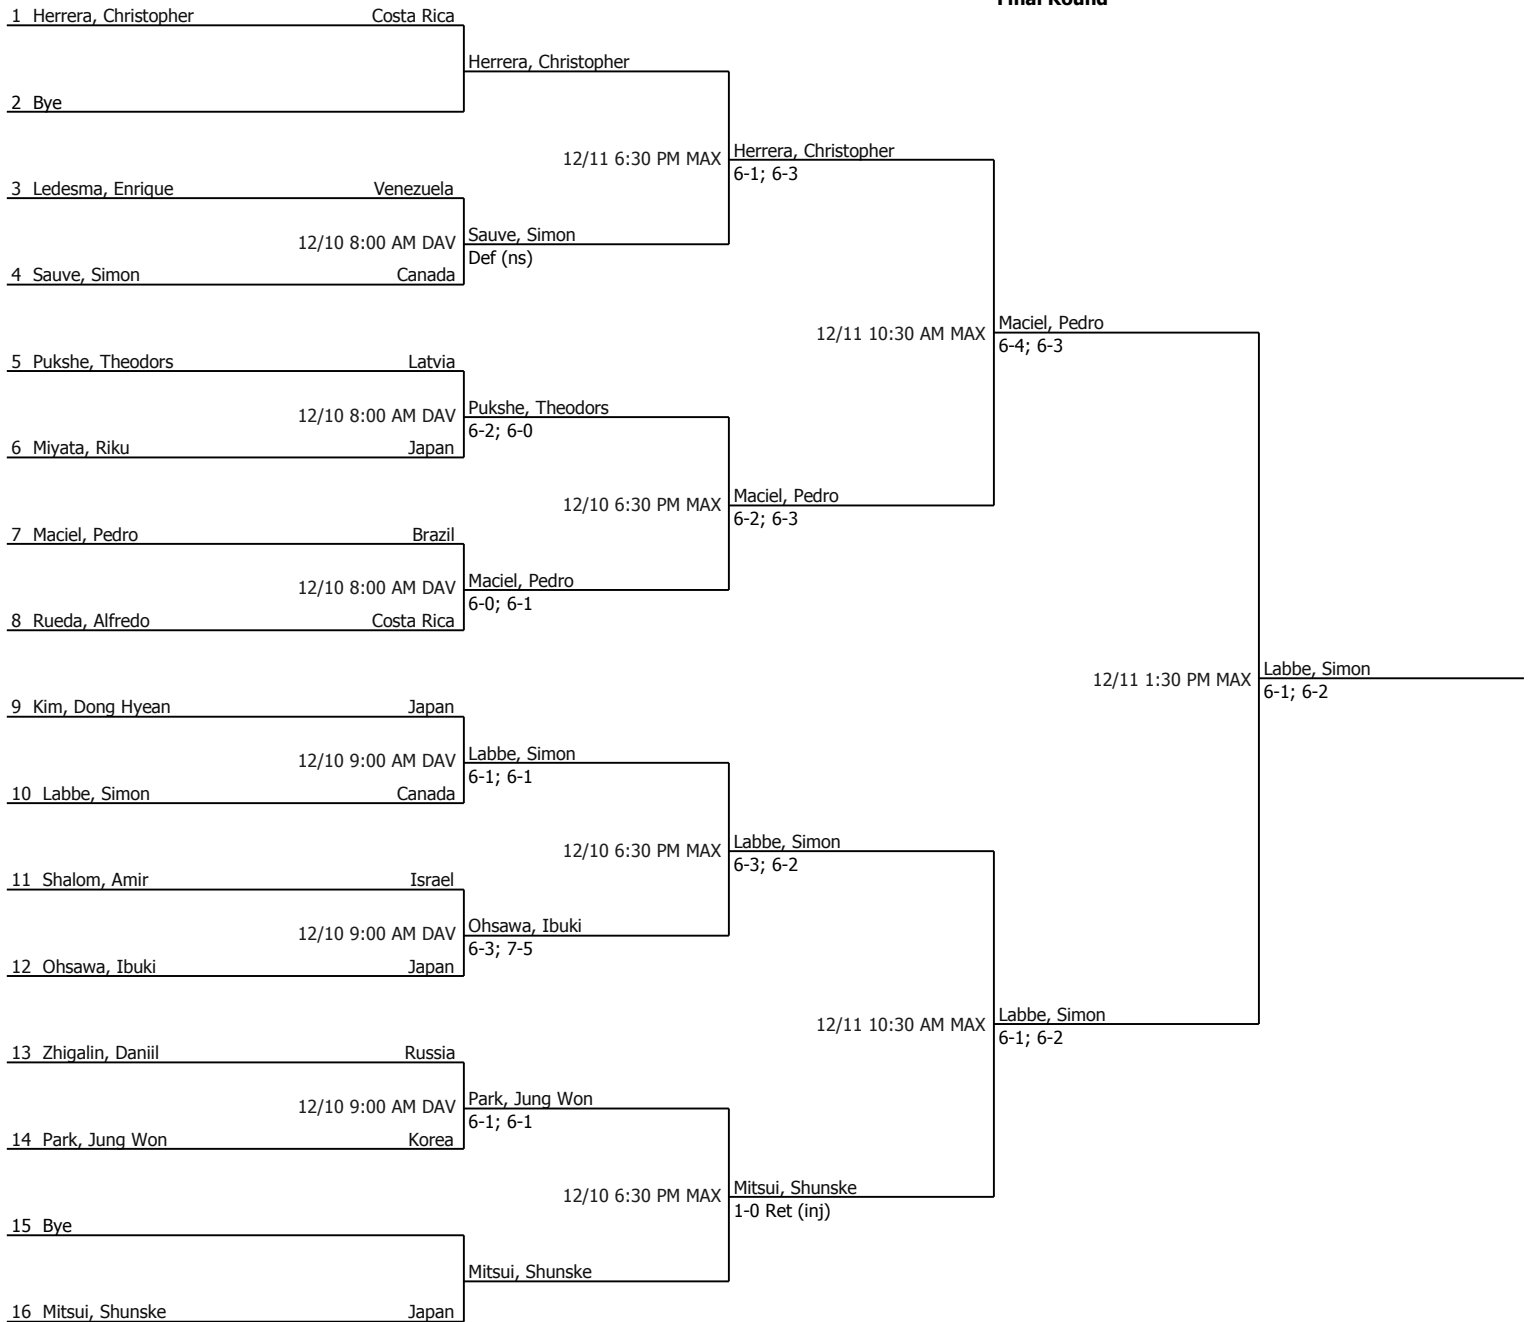 Final Round
1 Herrera, Christopher Costa Rica
Herrera, Christopher
2 Bye
12/11 6:30 PM MAX Herrera, Christopher
6-1; 6-3
3 Ledesma, Enrique Venezuela
12/10 8:00 AM DAV Sauve, Simon
Def (ns)
4 Sauve, Simon Canada
12/11 10:30 AM MAX Maciel, Pedro
6-4; 6-3
5 Pukshe, Theodors Latvia
12/10 8:00 AM DAV Pukshe, Theodors
6-2; 6-0
6 Miyata, Riku Japan
12/10 6:30 PM MAX Maciel, Pedro
6-2; 6-3
7 Maciel, Pedro Brazil
12/10 8:00 AM DAV Maciel, Pedro
6-0; 6-1
8 Rueda, Alfredo Costa Rica
12/11 1:30 PM MAX Labbe, Simon
6-1; 6-2
9 Kim, Dong Hyean Japan
12/10 9:00 AM DAV Labbe, Simon
6-1; 6-1
10 Labbe, Simon Canada
12/10 6:30 PM MAX Labbe, Simon
6-3; 6-2
11 Shalom, Amir Israel
12/10 9:00 AM DAV Ohsawa, Ibuki
6-3; 7-5
12 Ohsawa, Ibuki Japan
12/11 10:30 AM MAX Labbe, Simon
6-1; 6-2
13 Zhigalin, Daniil Russia
12/10 9:00 AM DAV Park, Jung Won
6-1; 6-1
14 Park, Jung Won Korea
12/10 6:30 PM MAX Mitsui, Shunske
1-0 Ret (inj)
15 Bye
Mitsui, Shunske
16 Mitsui, Shunske Japan